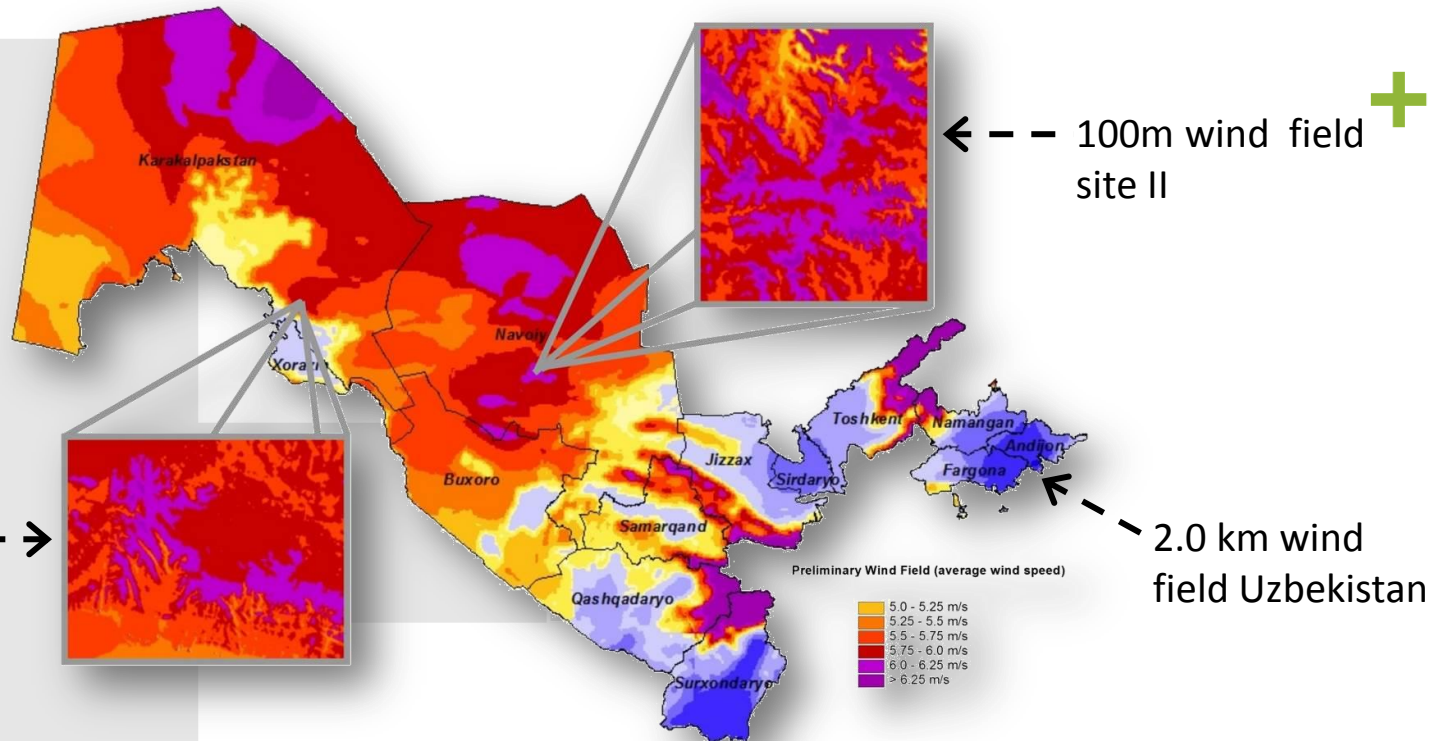 100m wind field
site II
Karakalpakstan
Navoiy
Toshkent
Namangan
Andijon
Jizzax
Fargona
Sirdaryo
Buxoro
Samarqand
2.0 km wind
field Uzbekistan
Preliminary Wind Field (average wind speed)
Qashqadaryo
5.0 - 5.25 m/s
5.25 - 5.5 m/s
5.5 - 5.75 m/s
5.75 - 6.0 m/s
6.0 - 6.25 m/s
> 6.25 m/s
Surxondaryo